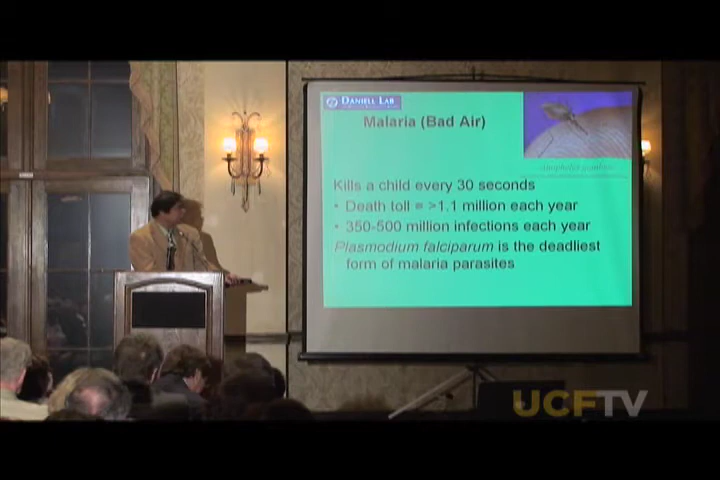 DANIELL LAB
Malaria (Bad Air)
Kills a child every 30 seconds
• Death toll = >1.1 million each year
• 350-500 million infections each year
Plasmodium falciparum is the deadliest
form of malaria parasites
UCFTV